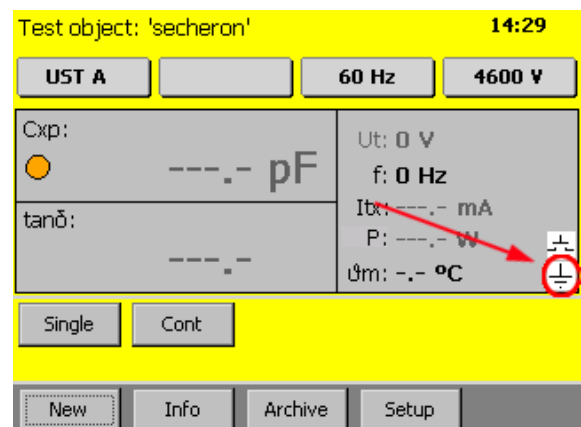 Test object: 'secheron' 14:29
UST A 60 Hz 4600 V
Cxp:
---.- pF
tanδ:
---.-
Ut: 0 V
f: 0 Hz
Itx: ---.- mA
P: ---.- W
ϑm: -.- ºC
Single Cont
New Info Archive Setup